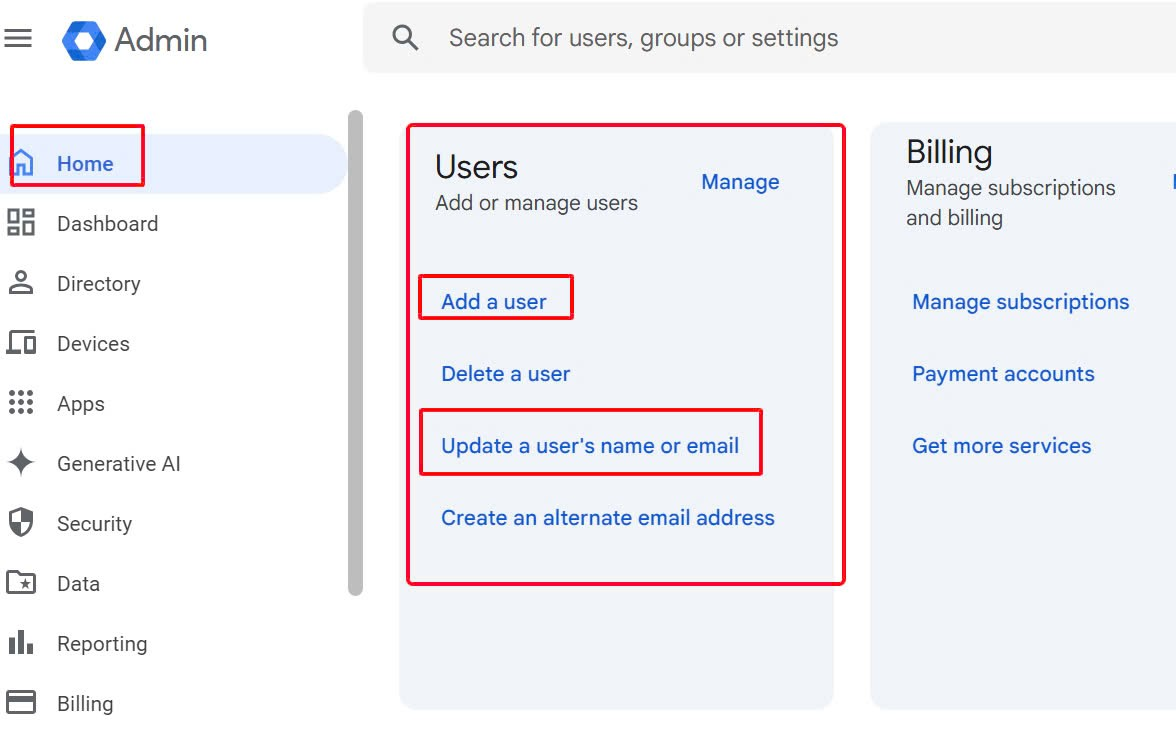 Admin
Search for users, groups or settings
Home
Dashboard
Directory
Devices
Apps
Generative AI
Security
Data
Reporting
Billing
Users
Manage
Add or manage users
Add a user
Delete a user
Update a user's name or email
Create an alternate email address
Billing
Manage subscriptions
and billing
Manage subscriptions
Payment accounts
Get more services